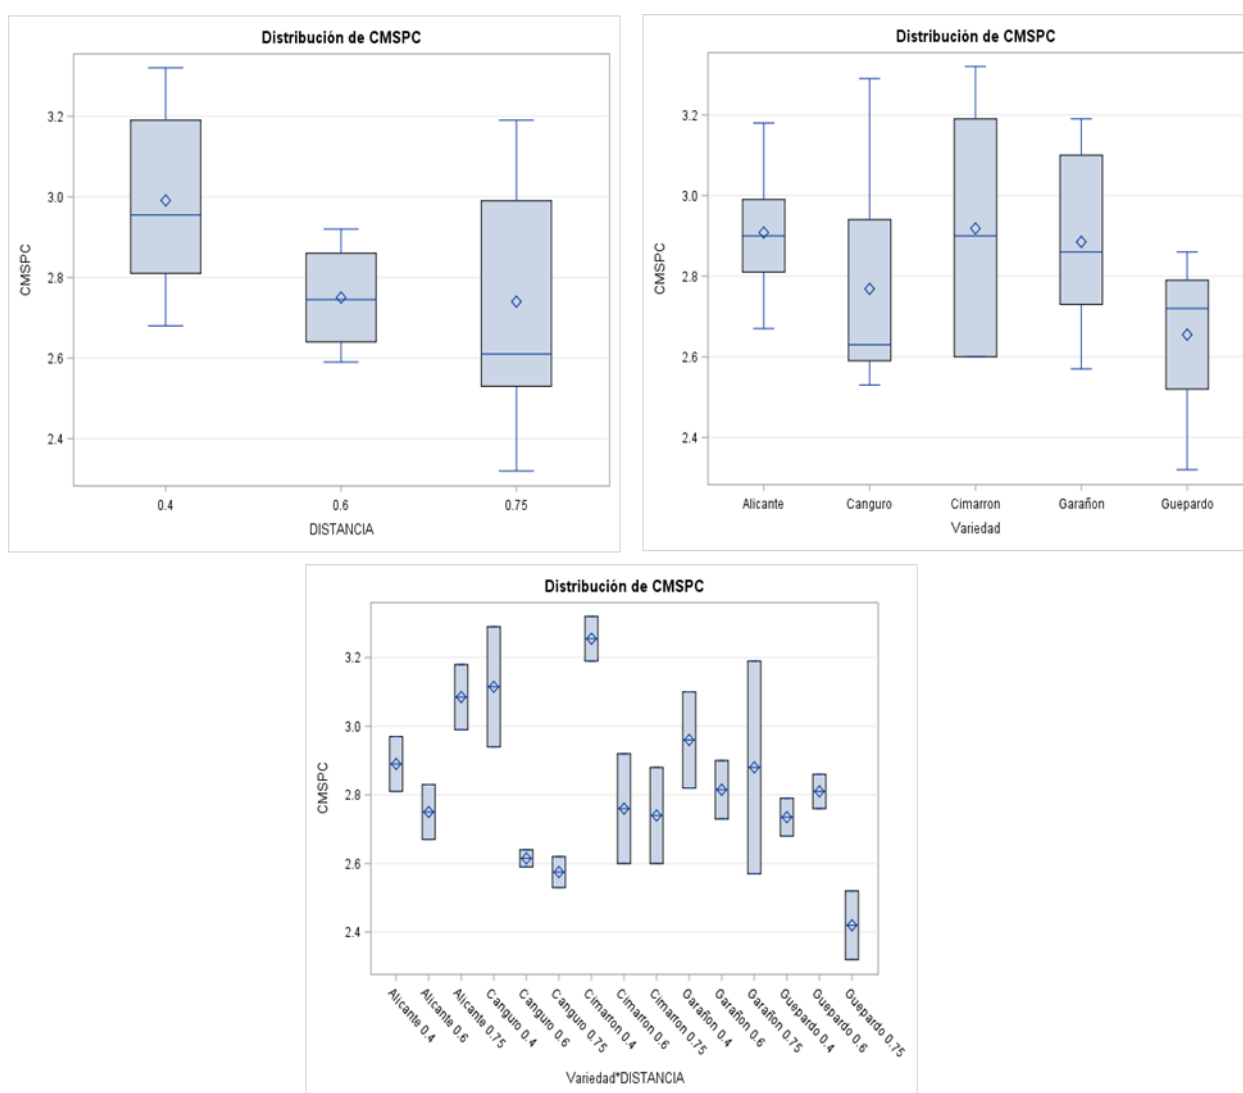 Distribución de CMSPC
3.2
3.0
2.8
2.6
2.4
CMSPC
0.4 0.6 0.75
DISTANCIA
Distribución de CMSPC
3.2
3.0
2.8
2.6
2.4
CMSPC
Alicante Canguro Cimarron Garañon Guepardo
Variedad
Distribución de CMSPC
3.2
3.0
2.8
2.6
2.4
CMSPC
Alicante 0.4
Alicante 0.6
Alicante 0.75
Canguro 0.4
Canguro 0.6
Canguro 0.75
Cimarron 0.4
Cimarron 0.6
Cimarron 0.75
Garañon 0.4
Garañon 0.6
Garañon 0.75
Guepardo 0.4
Guepardo 0.6
Guepardo 0.75
Variedad*DISTANCIA